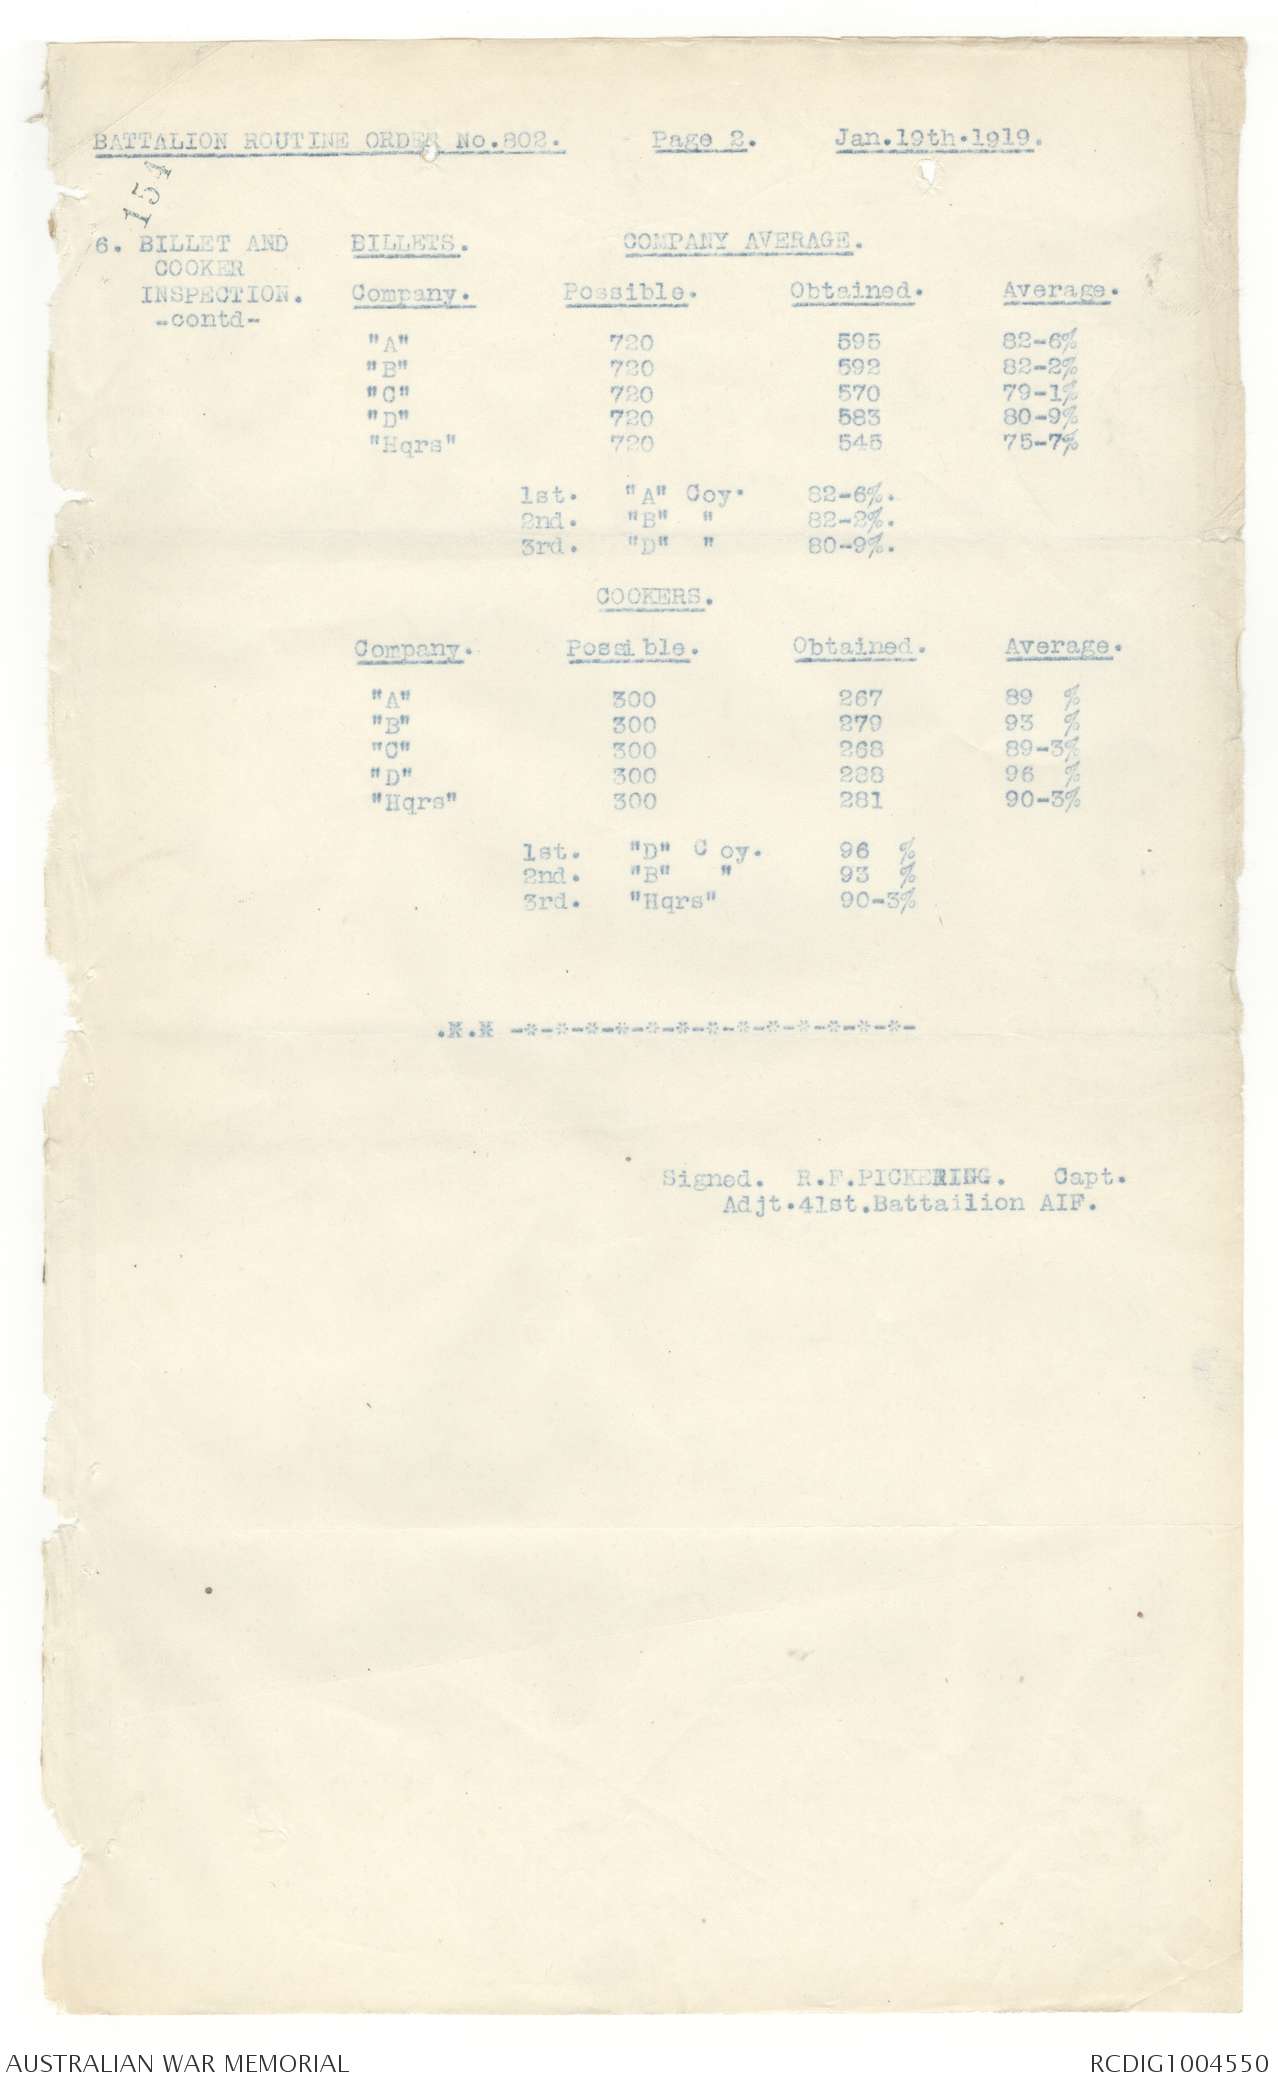 BATTALION ROUTINE ORDER No.802. Page 2. Jan.19th.1919.
154
6. BILLET AND BILLETS. COMPANY AVERAGE.
COOKER
INSPECTION. Company. Possible. Obtained. Average.
-contd-
"A" 720 595 82-6%
"B" 720 592 82-2%
"C" 720 570 79-1%
"D" 720 583 80-9%
"Hqrs" 720 545 75-7%
1st. "A" Coy. 82-6%.
2nd. "B" " 82-2%.
3rd. "D" " 80-9%.
COOKERS.
Company. Possible. Obtained. Average.
"A" 300 267 89 %
"B" 300 279 93 %
"C" 300 268 89-3%
"D" 300 288 96 %
"Hqrs" 300 281 90-3%
1st. "D" C oy. 96 %
2nd. "B" " 93 %
3rd. "Hqrs" 90-3%
.*.* -*-*-*-*-*-*-*-*-*-*-*-*-*-
Signed. R.F.PICKERING. Capt.
Adjt.41st.Battailion AIF.
AUSTRALIAN WAR MEMORIAL RCDIG1004550